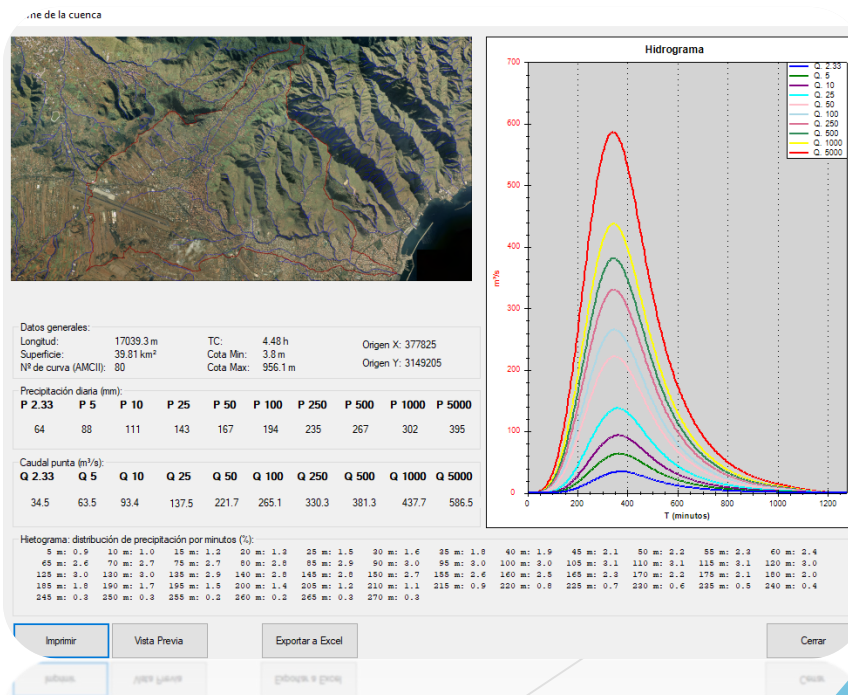 ne de la cuenca
Hidrograma
700
600
500
400
300
200
100
0
m³/s
0 200 400 600 800 1000 1200
T (minutos)
Q. 2.33
Q. 5
Q. 10
Q. 25
Q. 50
Q. 100
Q. 250
Q. 500
Q. 1000
Q. 5000
Datos generales:
Longitud: 17039.3 m TC: 4.48 h Origen X: 377825
Superficie: 39.81 km² Cota Min: 3.8 m Origen Y: 3149205
Nº de curva (AMCII): 80 Cota Max: 956.1 m
Precipitación diaria (mm):
P 2.33 P 5 P 10 P 25 P 50 P 100 P 250 P 500 P 1000 P 5000
64 88 111 143 167 194 235 267 302 395
Caudal punta (m³/s):
Q 2.33 Q 5 Q 10 Q 25 Q 50 Q 100 Q 250 Q 500 Q 1000 Q 5000
34.5 63.5 93.4 137.5 221.7 265.1 330.3 381.3 437.7 586.5
Hietograma: distribución de precipitación por minutos (%):
5 m: 0.9 10 m: 1.0 15 m: 1.2 20 m: 1.3 25 m: 1.5 30 m: 1.6 35 m: 1.8 40 m: 1.9 45 m: 2.1 50 m: 2.2 55 m: 2.3 60 m: 2.4
65 m: 2.6 70 m: 2.7 75 m: 2.7 80 m: 2.8 85 m: 2.9 90 m: 3.0 95 m: 3.0 100 m: 3.0 105 m: 3.1 110 m: 3.1 115 m: 3.1 120 m: 3.0
125 m: 3.0 130 m: 3.0 135 m: 2.9 140 m: 2.8 145 m: 2.8 150 m: 2.7 155 m: 2.6 160 m: 2.5 165 m: 2.3 170 m: 2.2 175 m: 2.1 180 m: 2.0
185 m: 1.8 190 m: 1.7 195 m: 1.5 200 m: 1.4 205 m: 1.2 210 m: 1.1 215 m: 0.9 220 m: 0.8 225 m: 0.7 230 m: 0.6 235 m: 0.5 240 m: 0.4
245 m: 0.3 250 m: 0.3 255 m: 0.2 260 m: 0.2 265 m: 0.3 270 m: 0.3
Imprimir Vista Previa Exportar a Excel Cerrar